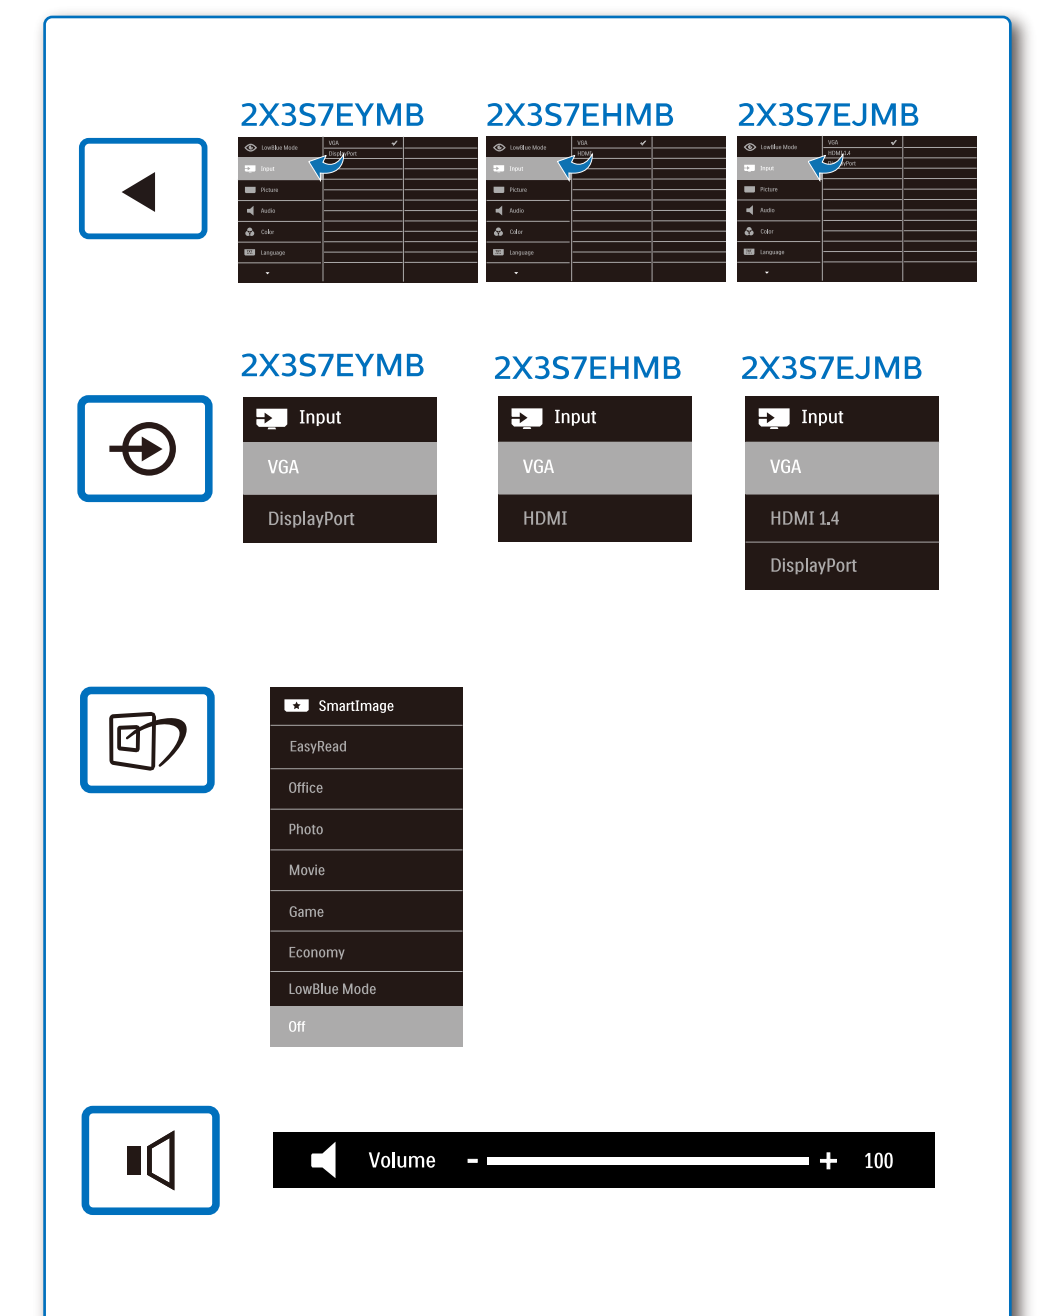 2X3S7EYMB
2X3S7EHMB
2X3S7EJMB
LowBlue Mode
Input
Picture
Audio
Color
Language
VGA
DisplayPort
LowBlue Mode
Input
Picture
Audio
Color
Language
VGA
HDMI
LowBlue Mode
Input
Picture
Audio
Color
Language
VGA
HDMI 1.4
2X3S7EYMB
Input
VGA
DisplayPort
2X3S7EHMB
Input
VGA
HDMI
2X3S7EJMB
Input
VGA
HDMI 1.4
DisplayPort
SmartImage
EasyRead
Office
Photo
Movie
Game
Economy
LowBlue Mode
Off
Volume - + 100